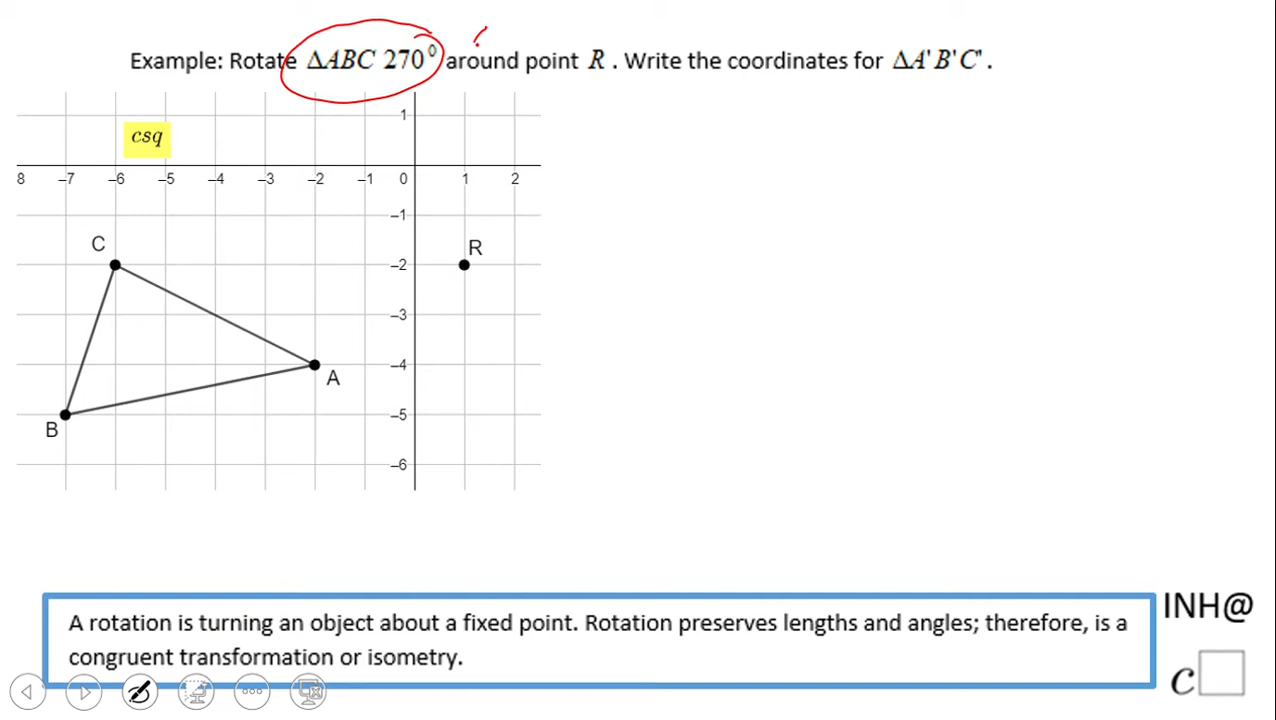 Example: Rotate ΔABC 270⁰ around point R . Write the coordinates for ΔA'B'C'.
csq
1
8 –7 –6 –5 –4 –3 –2 –1 0 1 2
–1
C
R
–2
–3
–4
A
–5
B
–6
A rotation is turning an object about a fixed point. Rotation preserves lengths and angles; therefore, is a
congruent transformation or isometry.
INH@
c